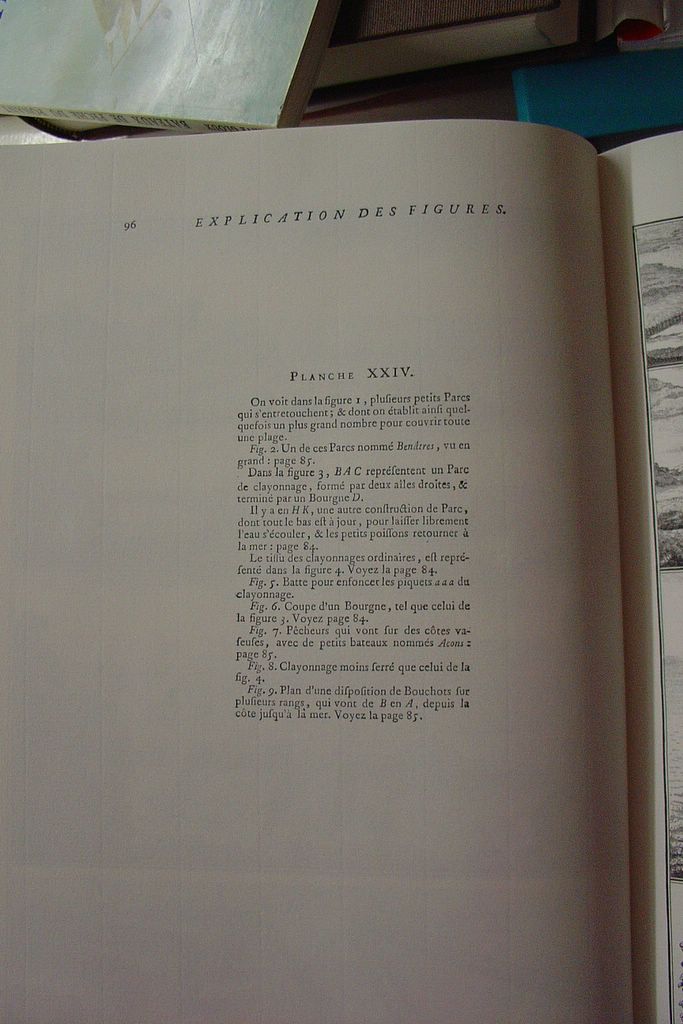 BATEAUX DE PÊCHE DU
96 EXPLICATION DES FIGURES.
PLANCHE XXIV.
On voit dans la figure 1, pluſieurs petits Parcs
qui s'entretouchent; & dont on établit ainſi quel-
quefois un plus grand nombre pour couvrir toute
une plage.
Fig. 2. Un de ces Parcs nommé Benâtres, vu en
grand : page 85.
Dans la figure 3, B A C repréſentent un Parc
de clayonnage, formé par deux aîles droites, &
terminé par un Bourgne D.
Il y a en H K, une autre conſtruction de Parc,
dont tout le bas eſt à jour, pour laiſſer librement
l'eau s'écouler, & les petits poiſſons retourner à
la mer : page 84.
Le tiſſu des clayonnages ordinaires, eſt repré-
ſenté dans la figure 4. Voyez la page 84.
Fig. 5. Batte pour enfoncer les piquets a a a du
clayonnage.
Fig. 6. Coupe d'un Bourgne, tel que celui de
la figure 3. Voyez page 84.
Fig. 7. Pêcheurs qui vont ſur des côtes va-
ſeuſes, avec de petits bateaux nommés Acons :
page 85.
Fig. 8. Clayonnage moins ſerré que celui de la
fig. 4.
Fig. 9. Plan d'une diſpoſition de Bouchots ſur
pluſieurs rangs, qui vont de B en A, depuis la
côte juſqu'à la mer. Voyez la page 85.